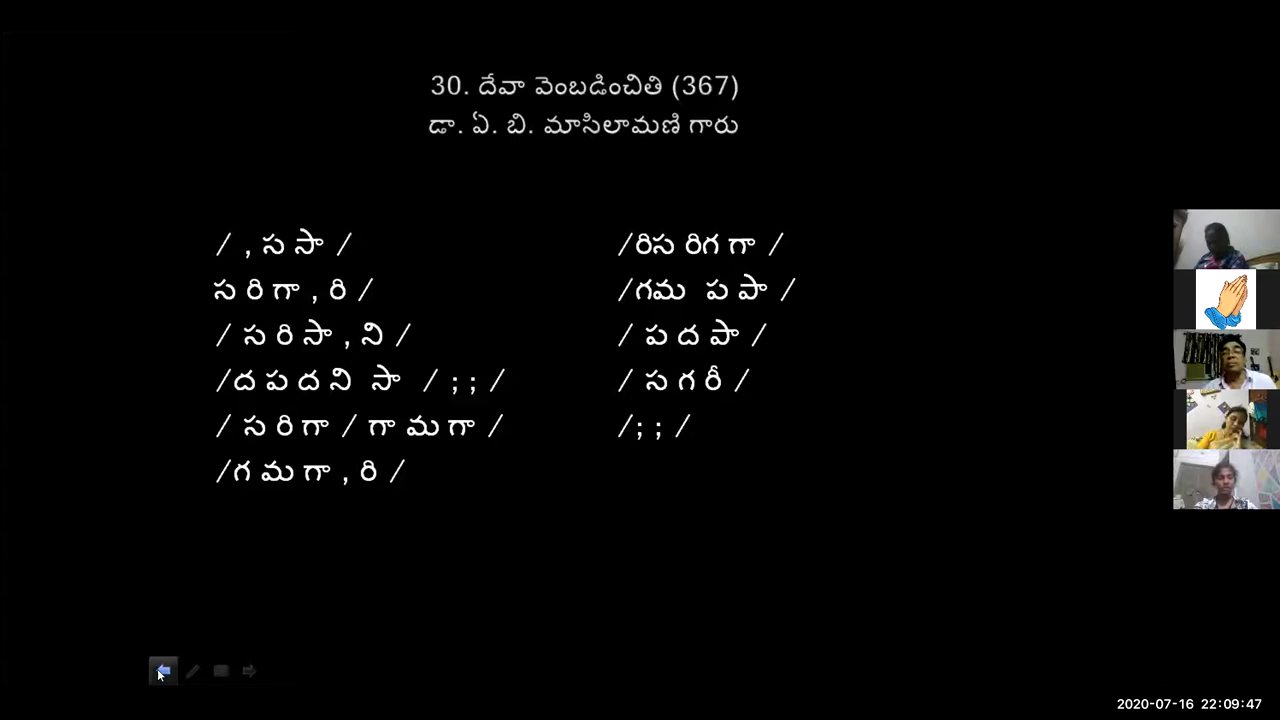 30. దేవా వెంబడించితి (367)
డా. ఏ. బి. మాసిలామణి గారు
/ , స సా /
స రి గా , రి /
/ స రి సా , ని /
/ద ప ద ని సా / ; ; /
/ స రి గా / గా మ గా /
/గ మ గా , రి /
/రిస రిగ గా /
/గమ ప పా /
/ ప ద పా /
/ స గ రీ /
/; ; /
2020-07-16 22:09:47